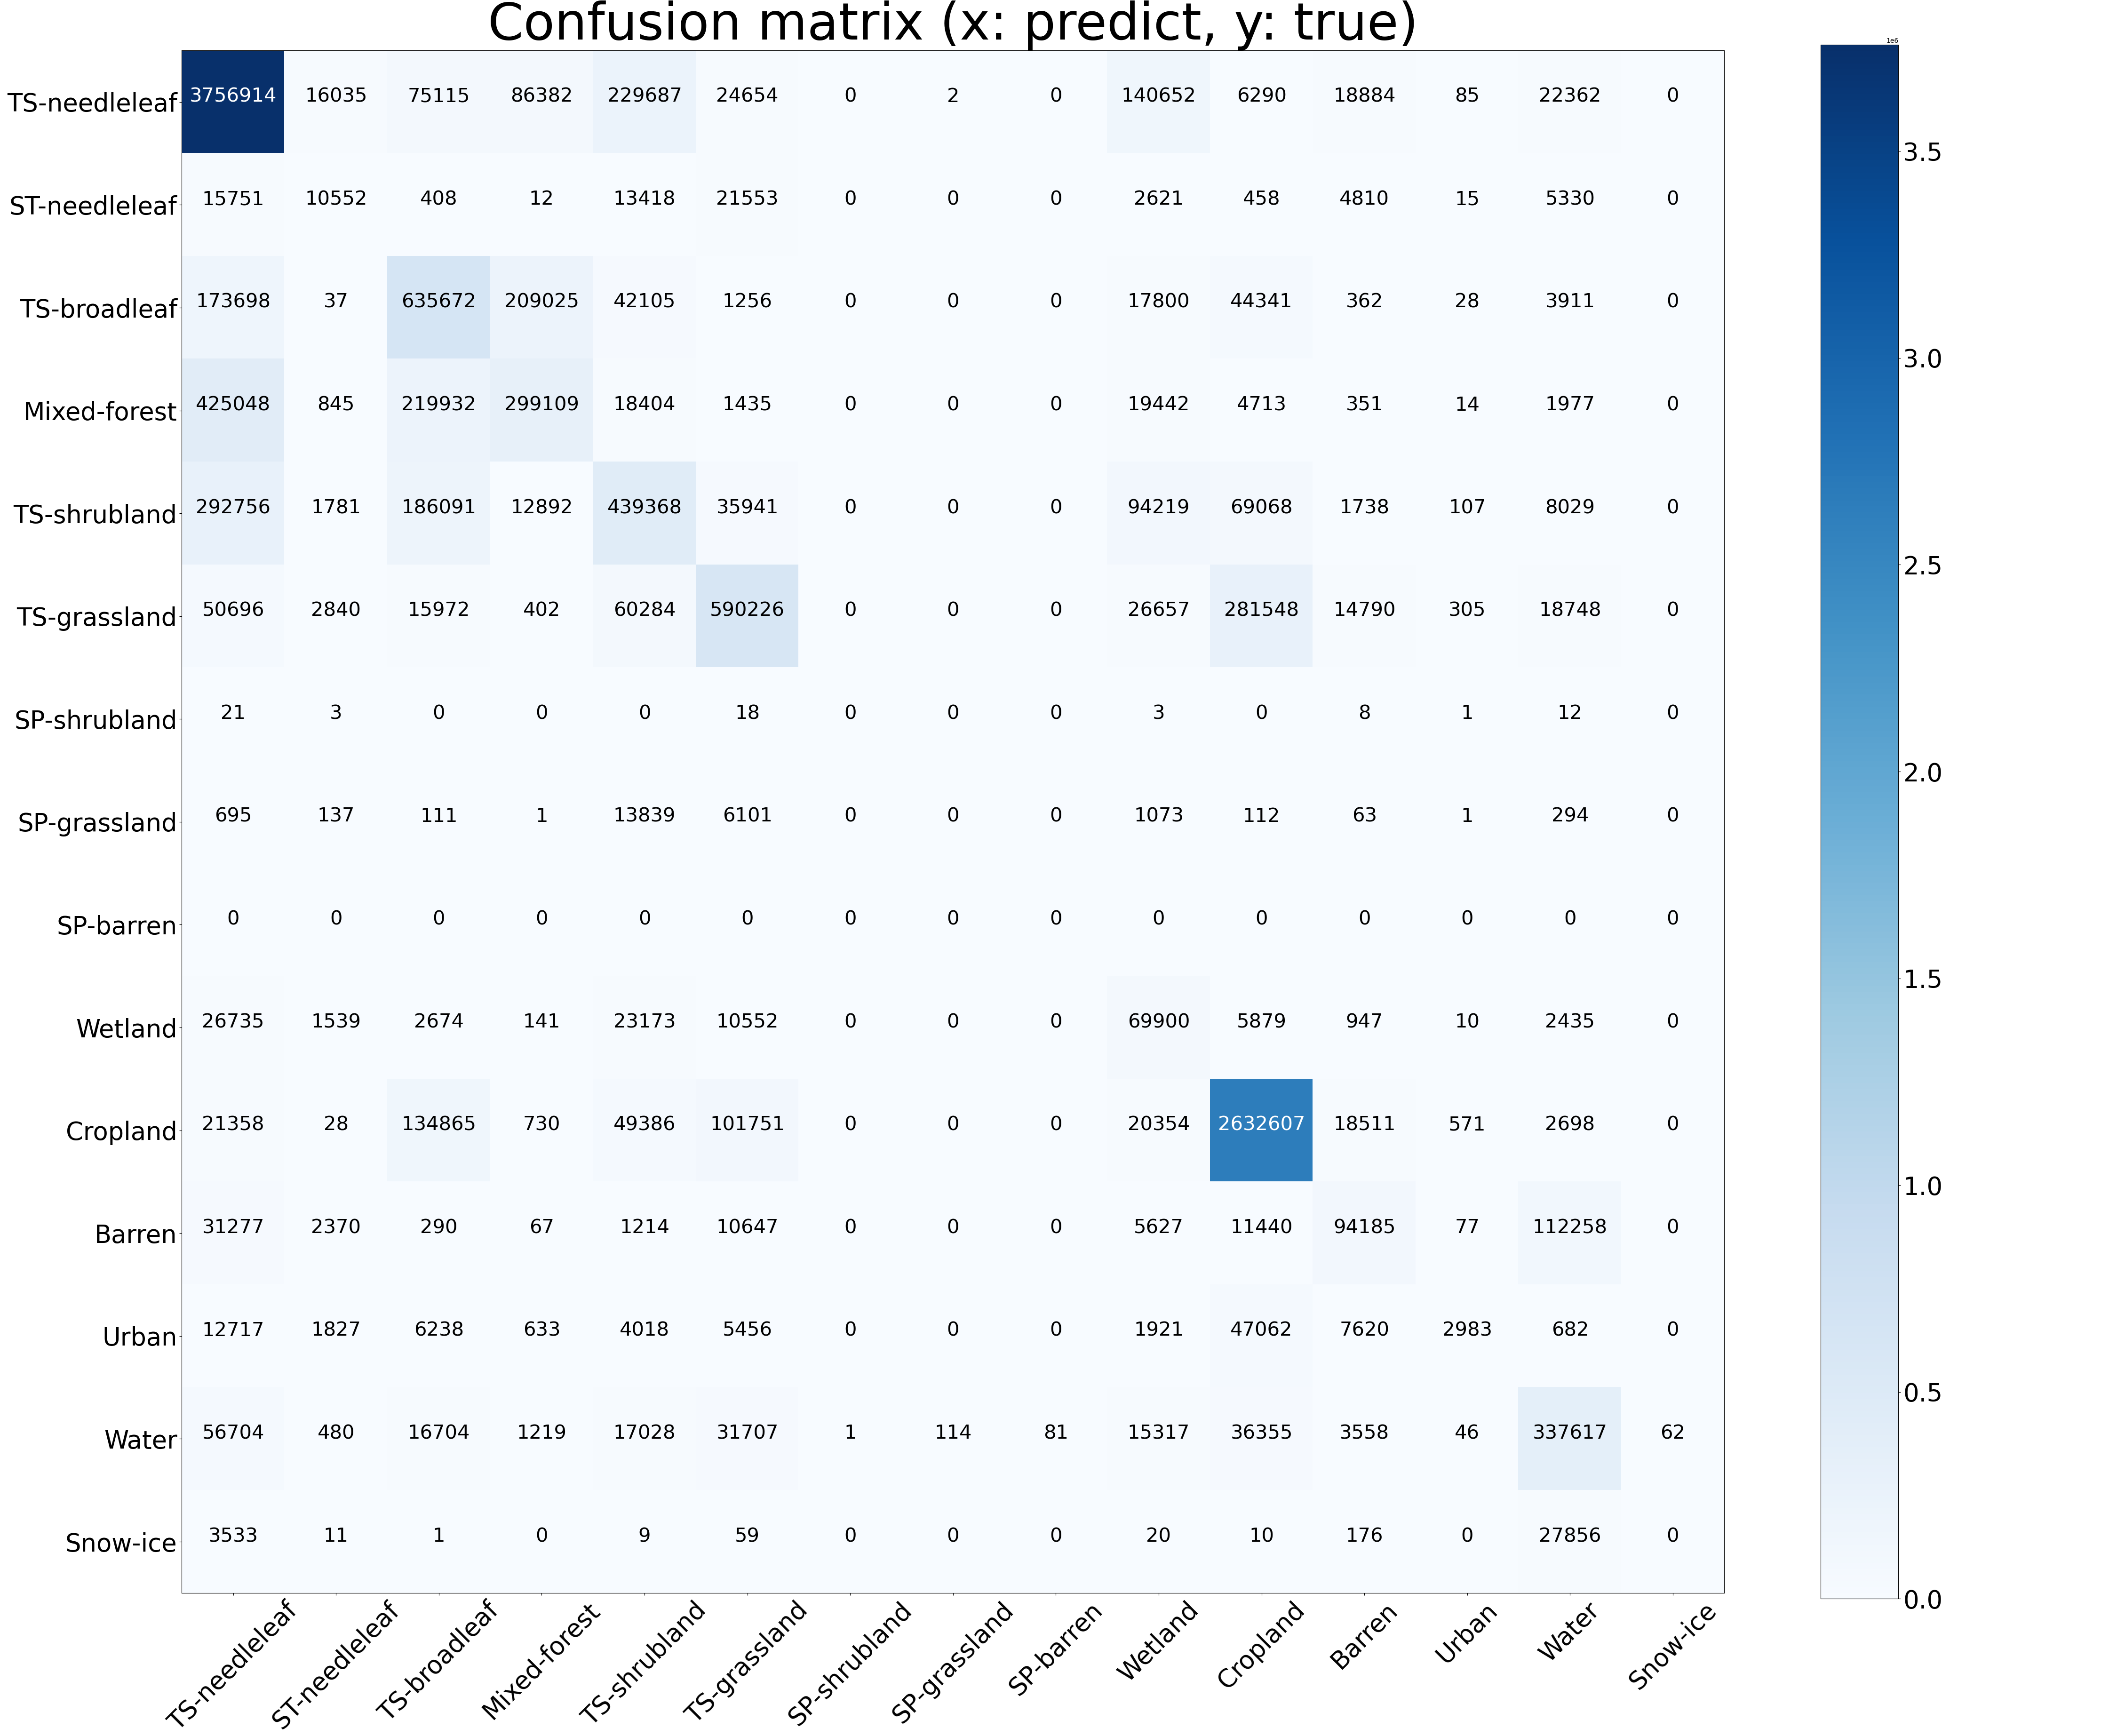 Confusion matrix (x: predict, y: true)
1e6
TS-needleleaf 3756914 16035 75115 86382 229687 24654 0 2 0 140652 6290 18884 85 22362 0
3.5
ST-needleleaf 15751 10552 408 12 13418 21553 0 0 0 2621 458 4810 15 5330 0
TS-broadleaf 173698 37 635672 209025 42105 1256 0 0 0 17800 44341 362 28 3911 0
3.0
Mixed-forest 425048 845 219932 299109 18404 1435 0 0 0 19442 4713 351 14 1977 0
TS-shrubland 292756 1781 186091 12892 439368 35941 0 0 0 94219 69068 1738 107 8029 0
2.5
TS-grassland 50696 2840 15972 402 60284 590226 0 0 0 26657 281548 14790 305 18748 0
SP-shrubland 21 3 0 0 0 18 0 0 0 3 0 8 1 12 0
2.0
SP-grassland 695 137 111 1 13839 6101 0 0 0 1073 112 63 1 294 0
SP-barren 0 0 0 0 0 0 0 0 0 0 0 0 0 0 0
1.5
Wetland 26735 1539 2674 141 23173 10552 0 0 0 69900 5879 947 10 2435 0
Cropland 21358 28 134865 730 49386 101751 0 0 0 20354 2632607 18511 571 2698 0
1.0
Barren 31277 2370 290 67 1214 10647 0 0 0 5627 11440 94185 77 112258 0
Urban 12717 1827 6238 633 4018 5456 0 0 0 1921 47062 7620 2983 682 0
0.5
Water 56704 480 16704 1219 17028 31707 1 114 81 15317 36355 3558 46 337617 62
Snow-ice 3533 11 1 0 9 59 0 0 0 20 10 176 0 27856 0
0.0
TS-needleleaf ST-needleleaf TS-broadleaf Mixed-forest TS-shrubland TS-grassland SP-shrubland SP-grassland SP-barren Wetland Cropland Barren Urban Water Snow-ice